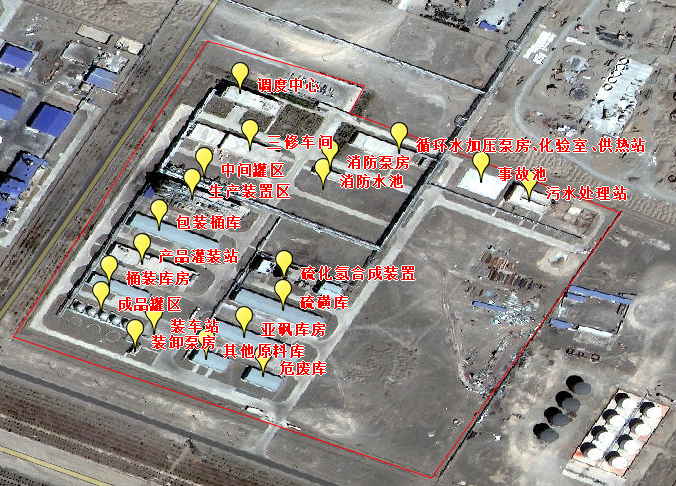 调度中心
三修车间
循环水加压泵房、化验室、供热站
消防泵房
中间罐区
事故池
消防水池
生产装置区
污水处理站
包装桶库
产品灌装站
硫化氢合成装置
桶装库房
成品罐区
硫磺库
装车站
亚砜库房
装卸泵房
其他原料库
危废库